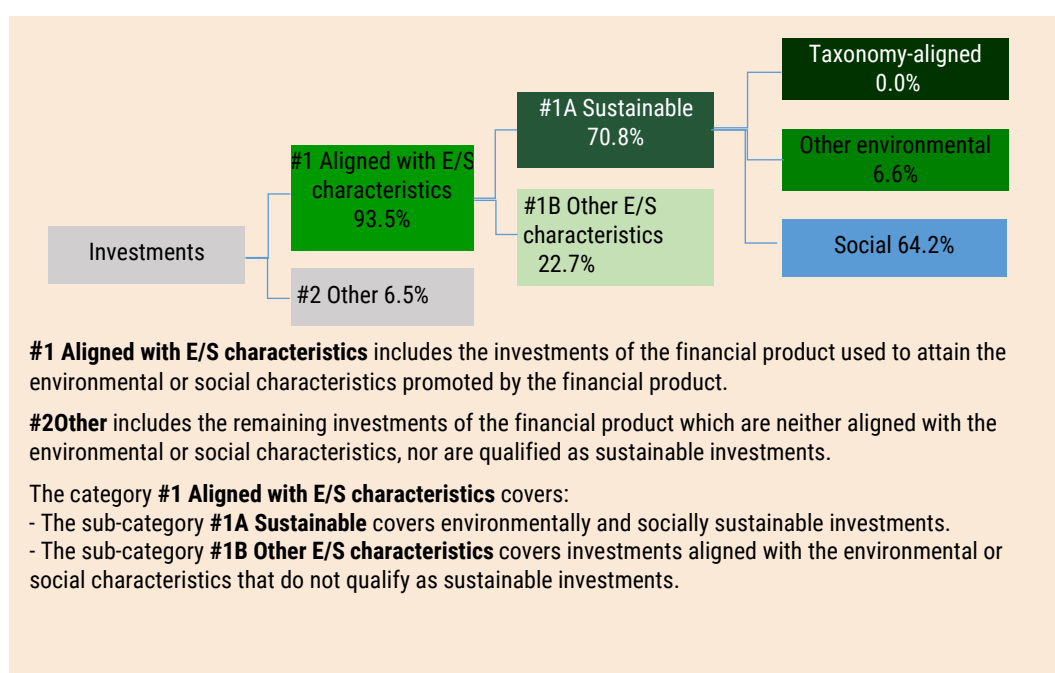 Taxonomy-aligned
0.0%
#1A Sustainable
70.8%
Other environmental
6.6%
#1 Aligned with E/S
characteristics
93.5%
#1B Other E/S
characteristics
22.7%
Social 64.2%
Investments
#2 Other 6.5%
#1 Aligned with E/S characteristics includes the investments of the financial product used to attain the
environmental or social characteristics promoted by the financial product.
#2Other includes the remaining investments of the financial product which are neither aligned with the
environmental or social characteristics, nor are qualified as sustainable investments.
The category #1 Aligned with E/S characteristics covers:
- The sub-category #1A Sustainable covers environmentally and socially sustainable investments.
- The sub-category #1B Other E/S characteristics covers investments aligned with the environmental or
social characteristics that do not qualify as sustainable investments.